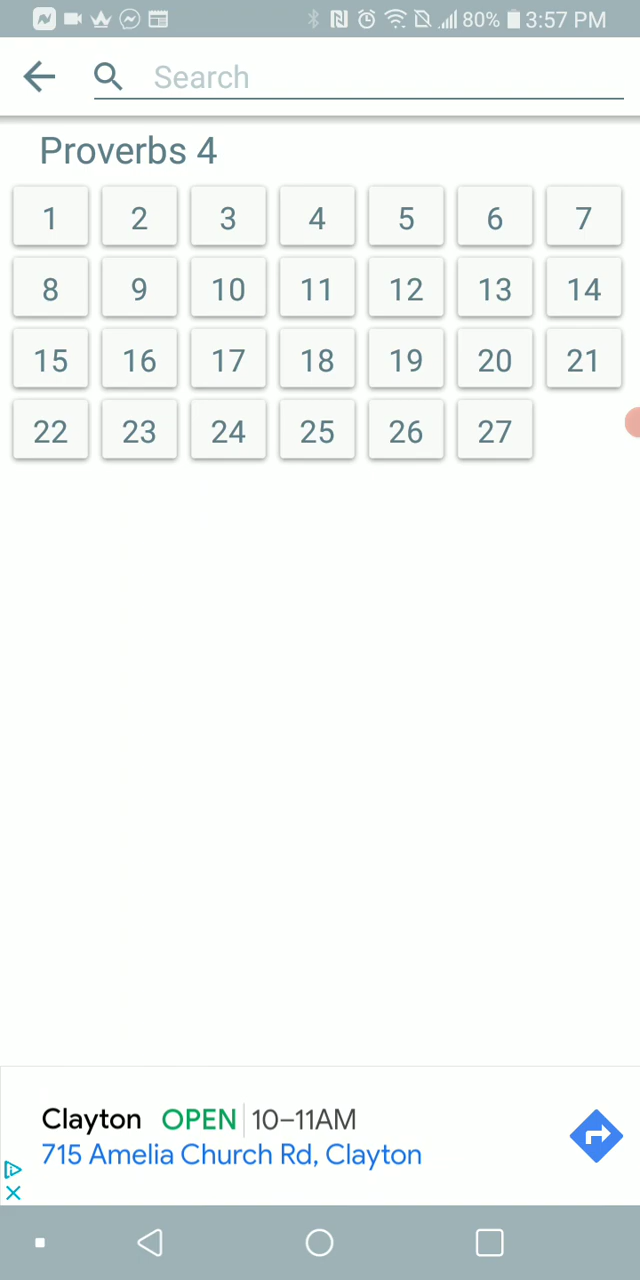 80% 3:57 PM
Search
Proverbs 4
1 2 3 4 5 6 7
8 9 10 11 12 13 14
15 16 17 18 19 20 21
22 23 24 25 26 27
Clayton OPEN 10–11AM
715 Amelia Church Rd, Clayton